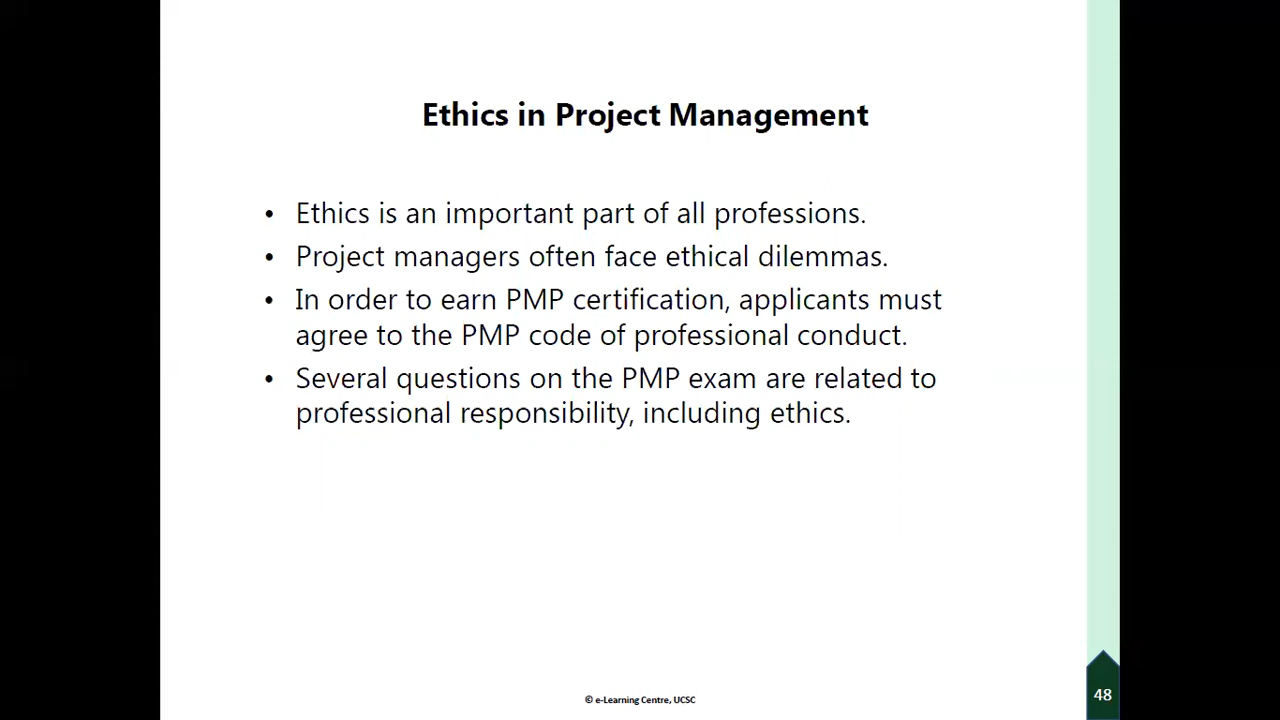 Ethics in Project Management
• Ethics is an important part of all professions.
• Project managers often face ethical dilemmas.
• In order to earn PMP certification, applicants must
agree to the PMP code of professional conduct.
• Several questions on the PMP exam are related to
professional responsibility, including ethics.
© e-Learning Centre, UCSC
48